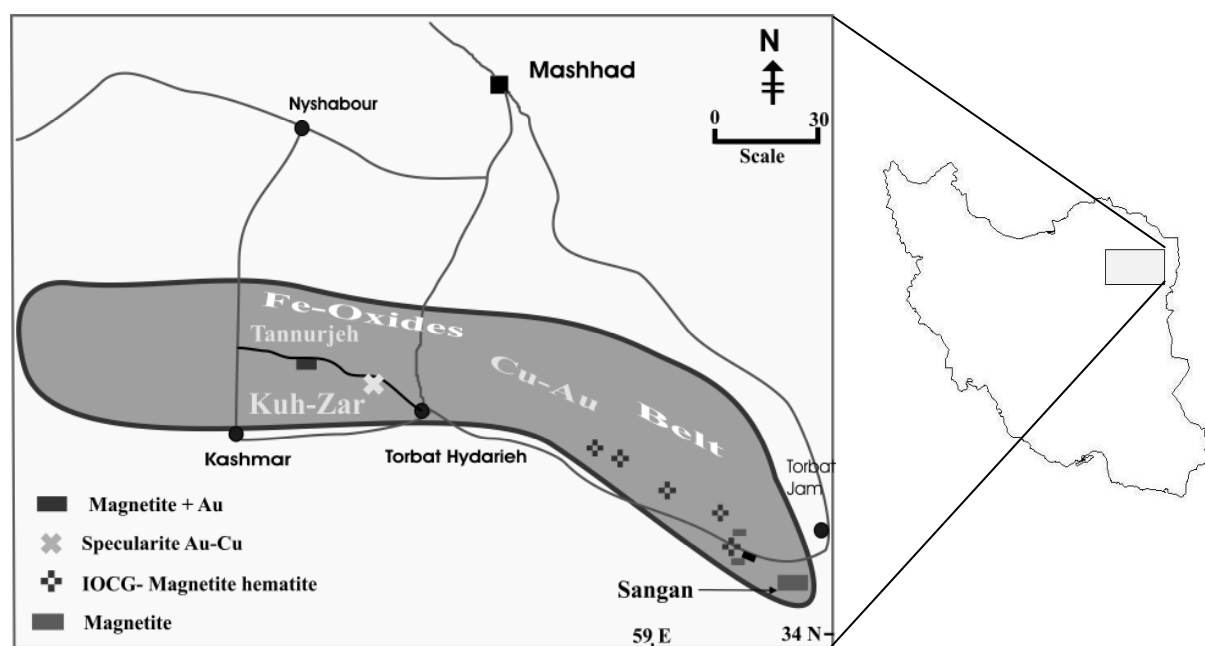 N
Mashhad
Nyshabour
0 30
Scale
Fe-Oxides
Tannurjeh
Cu-Au
Belt
Kuh-Zar
Kashmar
Torbat Hydarieh
Torbat
Jam
Magnetite + Au
Specularite Au-Cu
IOCG- Magnetite hematite
Sangan
Magnetite
59 E
34 N